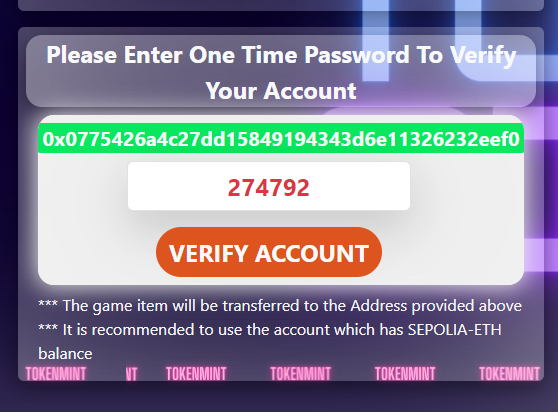 Please Enter One Time Password To Verify
Your Account
0x0775426a4c27dd15849194343d6e11326232eef0
274792
VERIFY ACCOUNT
*** The game item will be transferred to the Address provided above
*** It is recommended to use the account which has SEPOLIA-ETH
balance
TOKENMINT NT TOKENMINT TOKENMINT TOKENMINT TOKENMINT